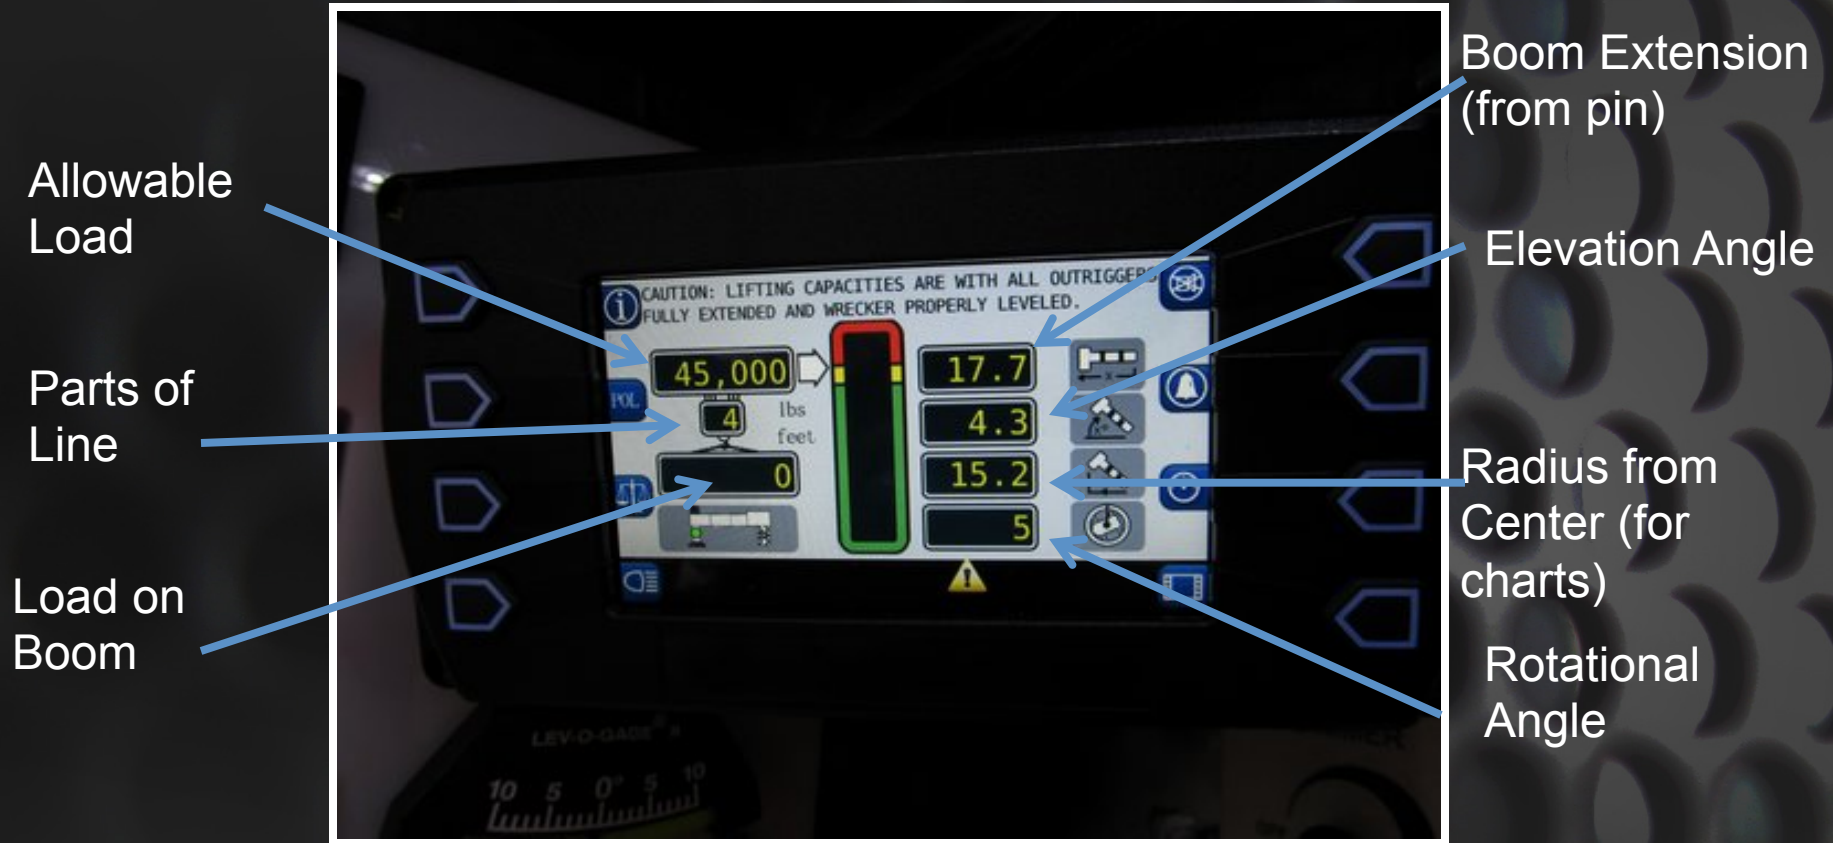 Allowable
Load
Parts of
Line
Load on
Boom
CAUTION: LIFTING CAPACITIES ARE WITH ALL OUTRIGGERS
FULLY EXTENDED AND WRECKER PROPERLY LEVELED.
45,000
POL
4
lbs
feet
0
17.7
4.3
15.2
5
LEV-O-GAGE
10 5 0° 5 10
Boom Extension
(from pin)
Elevation Angle
Radius from
Center (for
charts)
Rotational
Angle